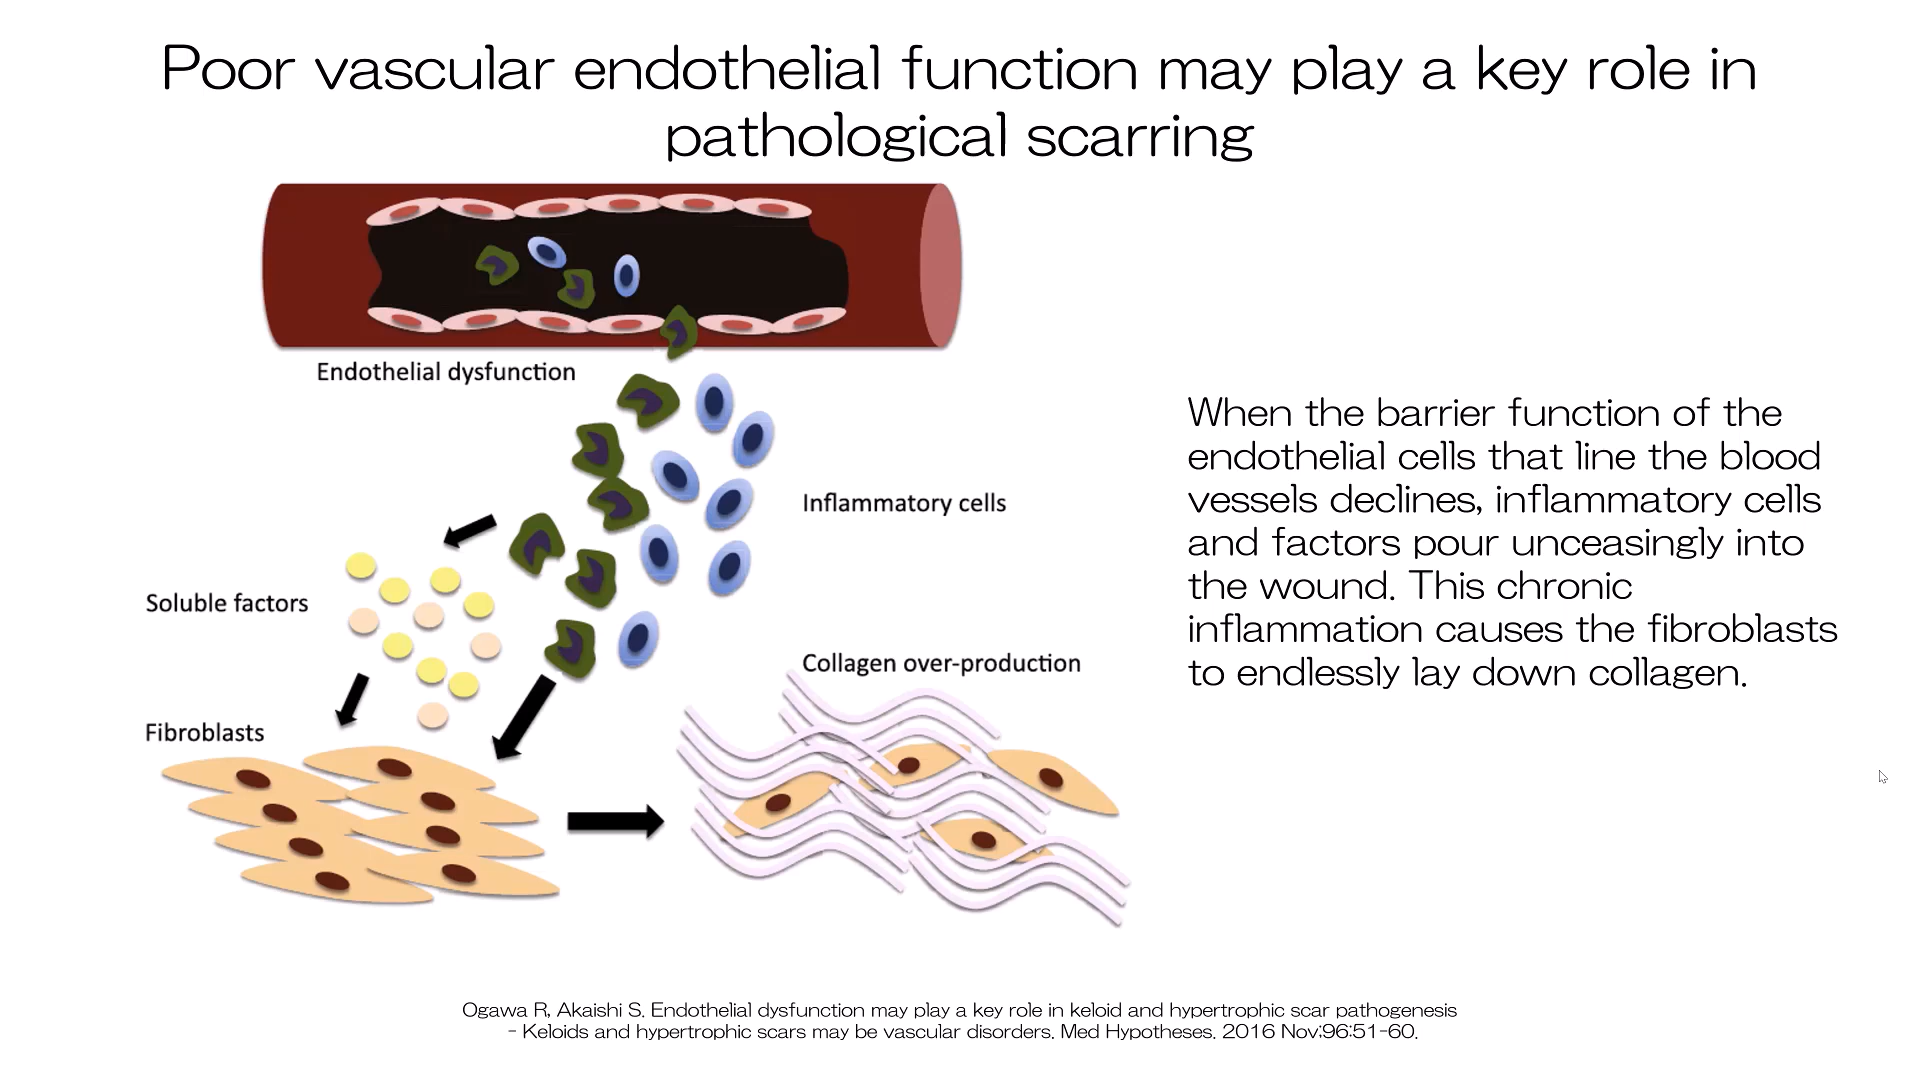 Poor vascular endothelial function may play a key role in
pathological scarring
Endothelial dysfunction
Inflammatory cells
Soluble factors
Collagen over-production
Fibroblasts
When the barrier function of the
endothelial cells that line the blood
vessels declines, inflammatory cells
and factors pour unceasingly into
the wound. This chronic
inflammation causes the fibroblasts
to endlessly lay down collagen.
Ogawa R, Akaishi S. Endothelial dysfunction may play a key role in keloid and hypertrophic scar pathogenesis
- Keloids and hypertrophic scars may be vascular disorders. Med Hypotheses. 2016 Nov;96:51-60.